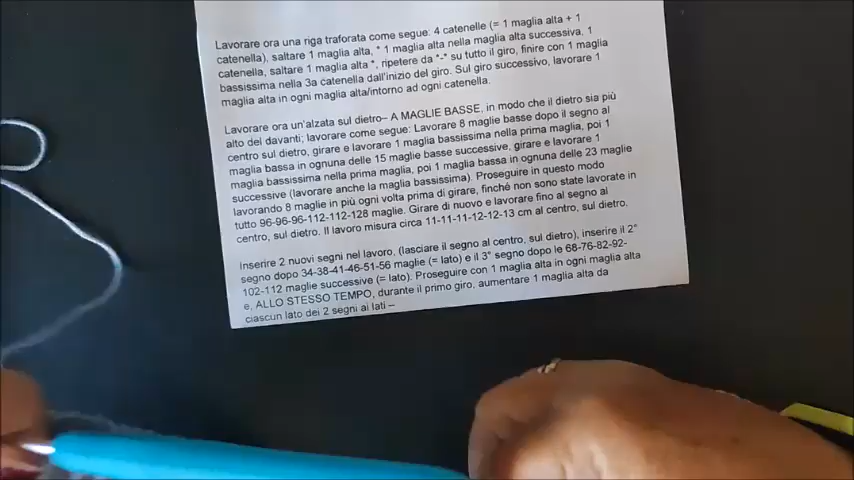 Lavorare ora una riga traforata come segue: 4 catenelle (= 1 maglia alta + 1
catenella), saltare 1 maglia alta, * 1 maglia alta nella maglia alta successiva, 1
catenella, saltare 1 maglia alta *, ripetere da *-* su tutto il giro, finire con 1 maglia
bassissima nella 3a catenella dall'inizio del giro. Sul giro successivo, lavorare 1
maglia alta in ogni maglia alta/intorno ad ogni catenella.
Lavorare ora un'alzata sul dietro– A MAGLIE BASSE, in modo che il dietro sia più
alto del davanti; lavorare come segue: Lavorare 8 maglie basse dopo il segno al
centro sul dietro, girare e lavorare 1 maglia bassissima nella prima maglia, poi 1
maglia bassa in ognuna delle 15 maglie basse successive, girare e lavorare 1
maglia bassissima nella prima maglia, poi 1 maglia bassa in ognuna delle 23 maglie
successive (lavorare anche la maglia bassissima). Proseguire in questo modo
lavorando 8 maglie in più ogni volta prima di girare, finché non sono state lavorate in
tutto 96-96-96-112-112-128 maglie. Girare di nuovo e lavorare fino al segno al
centro, sul dietro. Il lavoro misura circa 11-11-11-12-12-13 cm al centro, sul dietro.
Inserire 2 nuovi segni nel lavoro, (lasciare il segno al centro, sul dietro), inserire il 2°
segno dopo 34-38-41-46-51-56 maglie (= lato) e il 3° segno dopo le 68-76-82-92-
102-112 maglie successive (= lato). Proseguire con 1 maglia alta in ogni maglia alta
e, ALLO STESSO TEMPO, durante il primo giro, aumentare 1 maglia alta da
ciascun lato dei 2 segni ai lati –